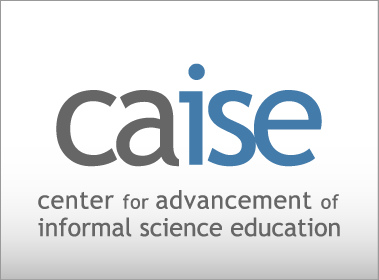 caise
center for advancement of
informal science education